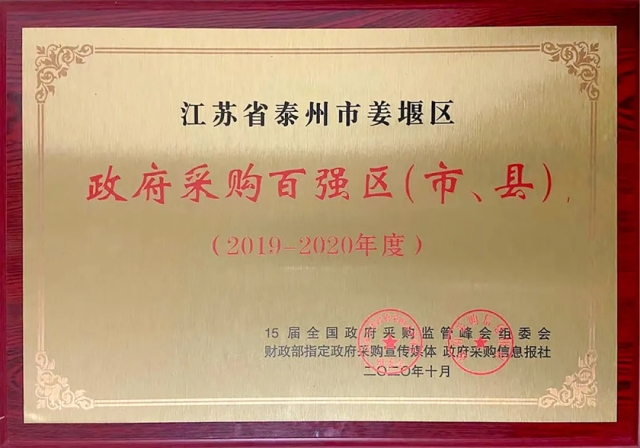 江苏省泰州市姜堰区
政府采购百强区(市、县)
(2019-2020年度)
15届全国政府采购监管峰会组委会
财政部指定政府采购宣传媒体 政府采购信息报社
二〇二〇年十月